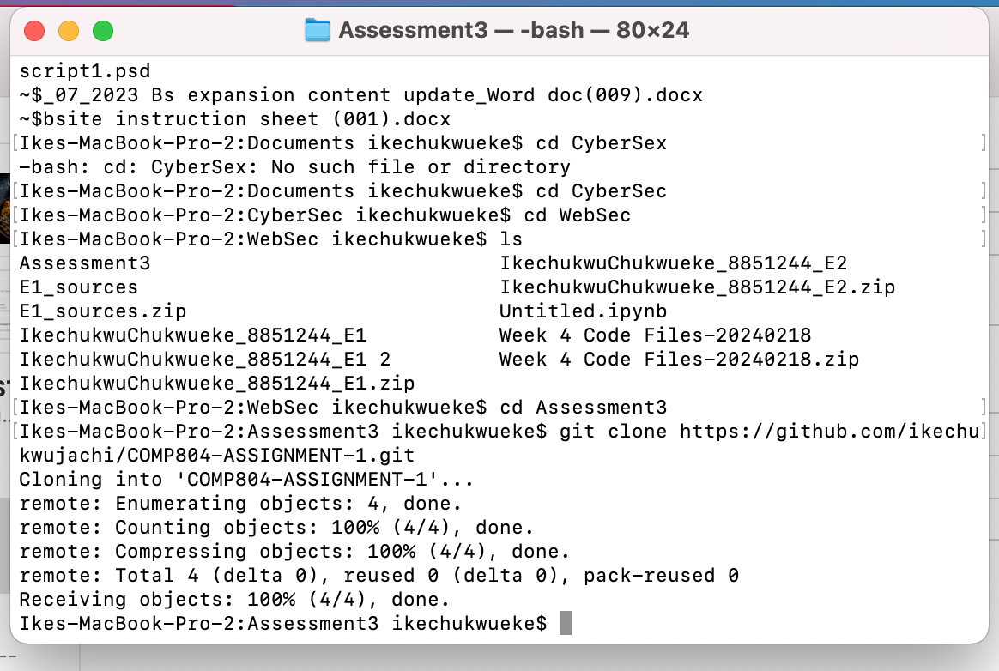 Assessment3 — -bash — 80×24
script1.psd
~$_07_2023 Bs expansion content update_Word doc(009).docx
~$bsite instruction sheet (001).docx
[Ikes-MacBook-Pro-2:Documents ikechukwueke$ cd CyberSex ]
-bash: cd: CyberSex: No such file or directory
[Ikes-MacBook-Pro-2:Documents ikechukwueke$ cd CyberSec ]
[Ikes-MacBook-Pro-2:CyberSec ikechukwueke$ cd WebSec ]
[Ikes-MacBook-Pro-2:WebSec ikechukwueke$ ls ]
Assessment3 IkechukwuChukwueke_8851244_E2
E1_sources IkechukwuChukwueke_8851244_E2.zip
E1_sources.zip Untitled.ipynb
IkechukwuChukwueke_8851244_E1 Week 4 Code Files-20240218
IkechukwuChukwueke_8851244_E1 2 Week 4 Code Files-20240218.zip
IkechukwuChukwueke_8851244_E1.zip
[Ikes-MacBook-Pro-2:WebSec ikechukwueke$ cd Assessment3 ]
[Ikes-MacBook-Pro-2:Assessment3 ikechukwueke$ git clone https://github.com/ikechu]
kwujachi/COMP804-ASSIGNMENT-1.git
Cloning into 'COMP804-ASSIGNMENT-1'...
remote: Enumerating objects: 4, done.
remote: Counting objects: 100% (4/4), done.
remote: Compressing objects: 100% (4/4), done.
remote: Total 4 (delta 0), reused 0 (delta 0), pack-reused 0
Receiving objects: 100% (4/4), done.
Ikes-MacBook-Pro-2:Assessment3 ikechukwueke$